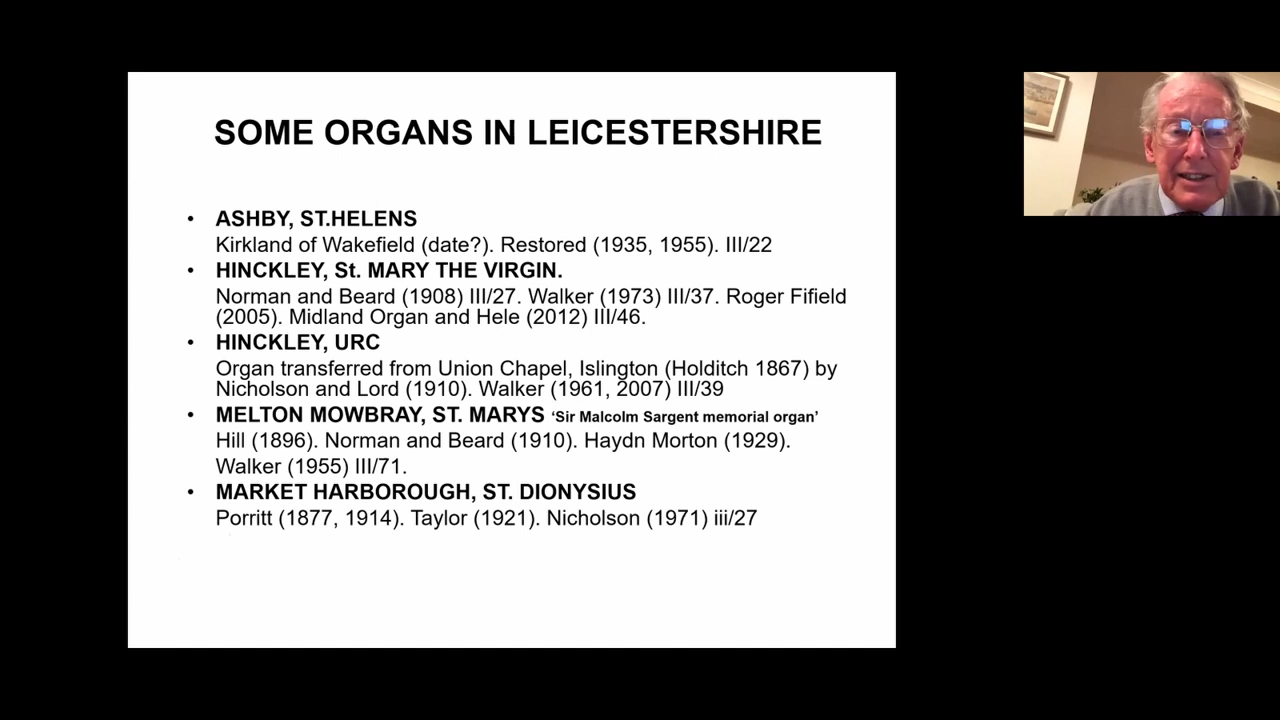 SOME ORGANS IN LEICESTERSHIRE
• ASHBY, ST.HELENS
Kirkland of Wakefield (date?). Restored (1935, 1955). III/22
• HINCKLEY, St. MARY THE VIRGIN.
Norman and Beard (1908) III/27. Walker (1973) III/37. Roger Fifield
(2005). Midland Organ and Hele (2012) III/46.
• HINCKLEY, URC
Organ transferred from Union Chapel, Islington (Holditch 1867) by
Nicholson and Lord (1910). Walker (1961, 2007) III/39
• MELTON MOWBRAY, ST. MARYS ‘Sir Malcolm Sargent memorial organ’
Hill (1896). Norman and Beard (1910). Haydn Morton (1929).
Walker (1955) III/71.
• MARKET HARBOROUGH, ST. DIONYSIUS
Porritt (1877, 1914). Taylor (1921). Nicholson (1971) iii/27